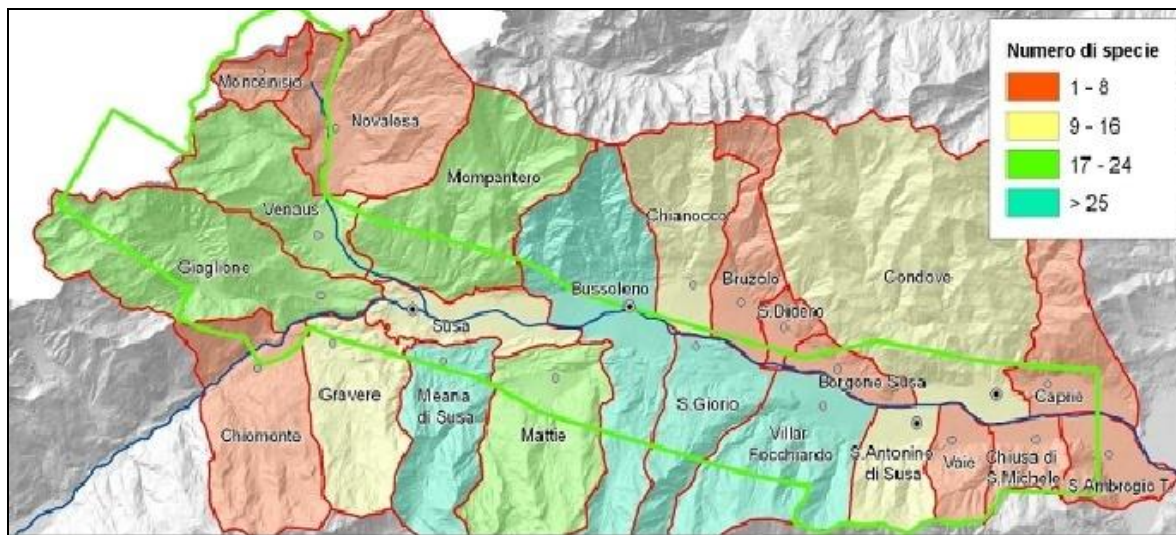 Numero di specie
1 - 8
9 - 16
17 - 24
> 25
Moncenisio
Novalesa
Mompantero
Venaus
Giaglione
Chianocco
Condove
Bruzolo
Bussoleno
S.Didero
Susa
Borgone Susa
Gravere
Meana
di Susa
Caprie
S.Giorio
Chiomonte
Mattie
Villar
Focchiardo
S.Antonino
di Susa
Vaie
Chiusa di
S.Michele
S.Ambrogio T.